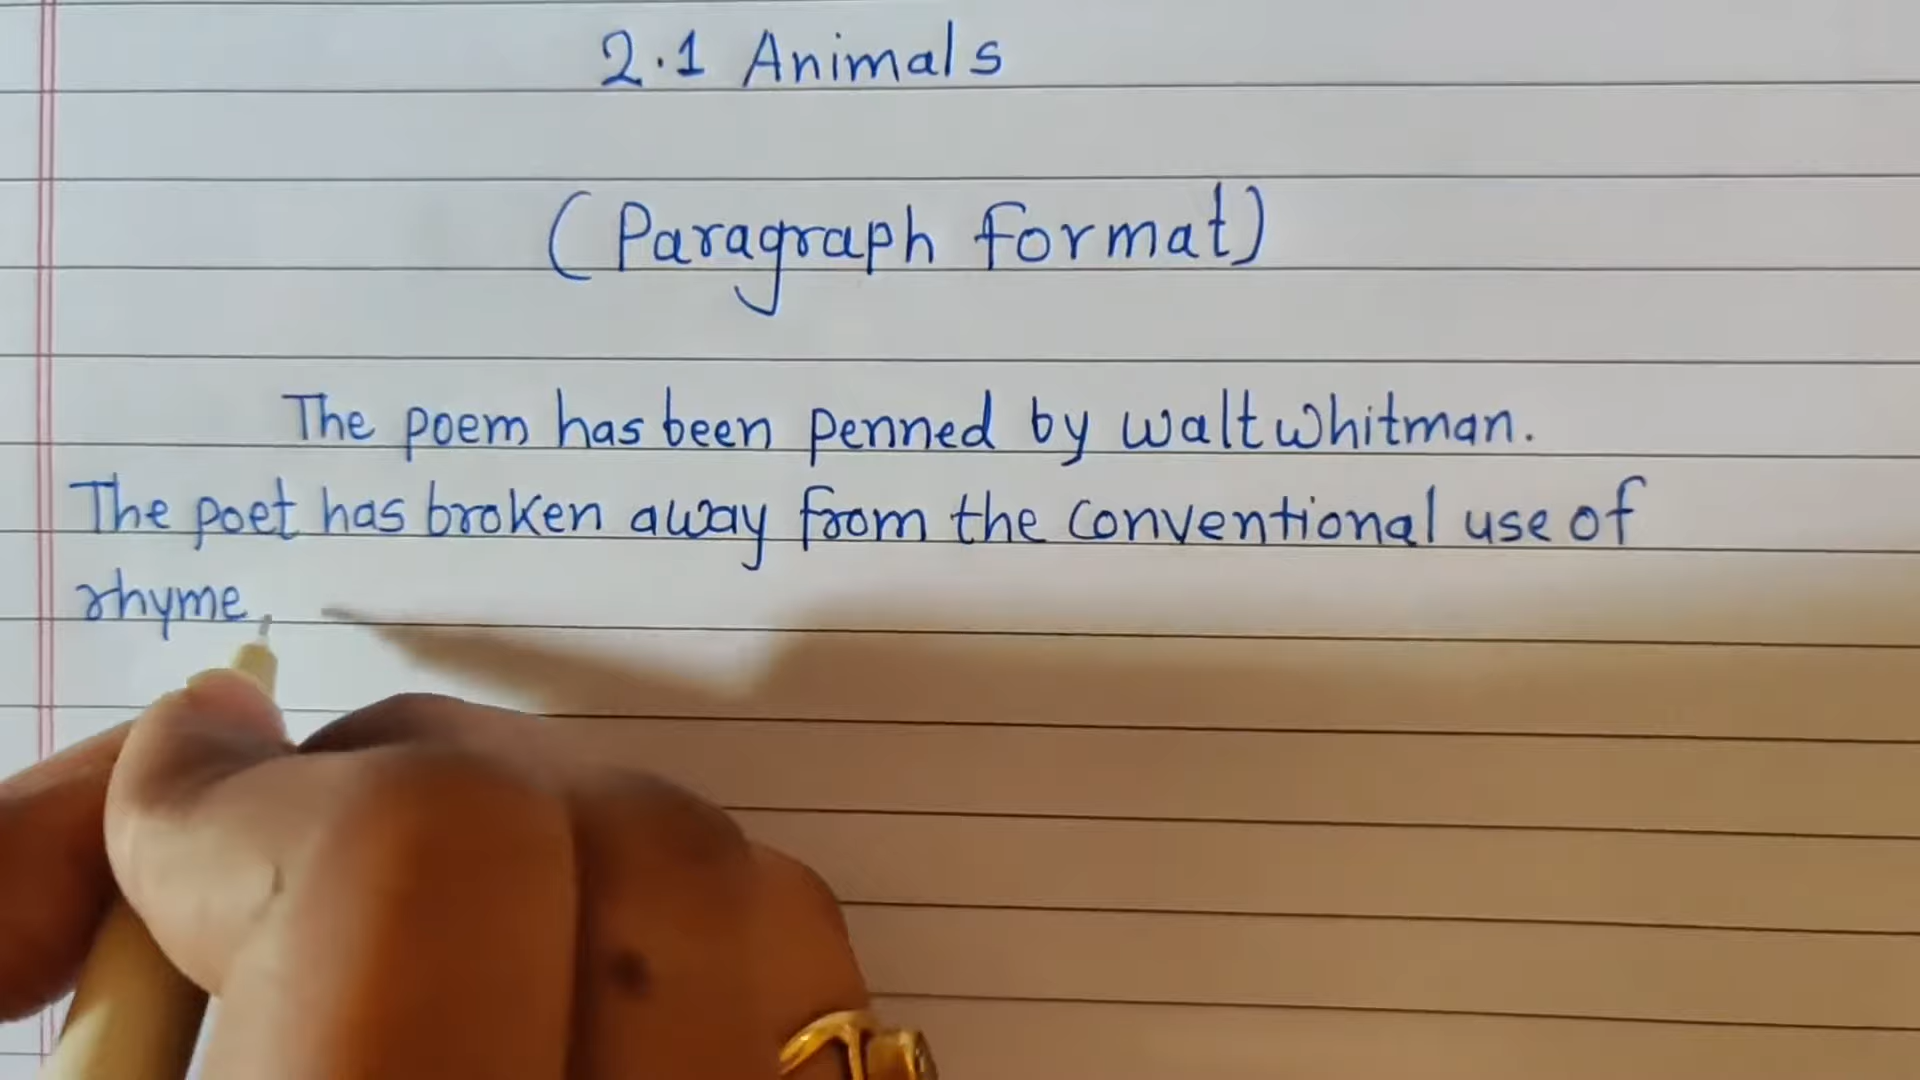 2.1 Animals
(Paragraph format)
The poem has been penned by walt whitman.
The poet has broken away from the conventional use of
rhyme